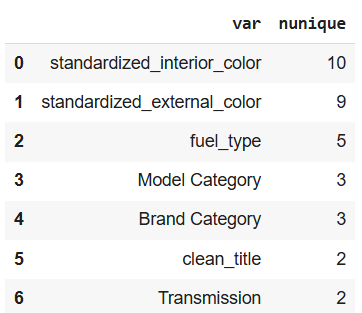 var nunique
0 standardized_interior_color 10
1 standardized_external_color 9
2 fuel_type 5
3 Model Category 3
4 Brand Category 3
5 clean_title 2
6 Transmission 2